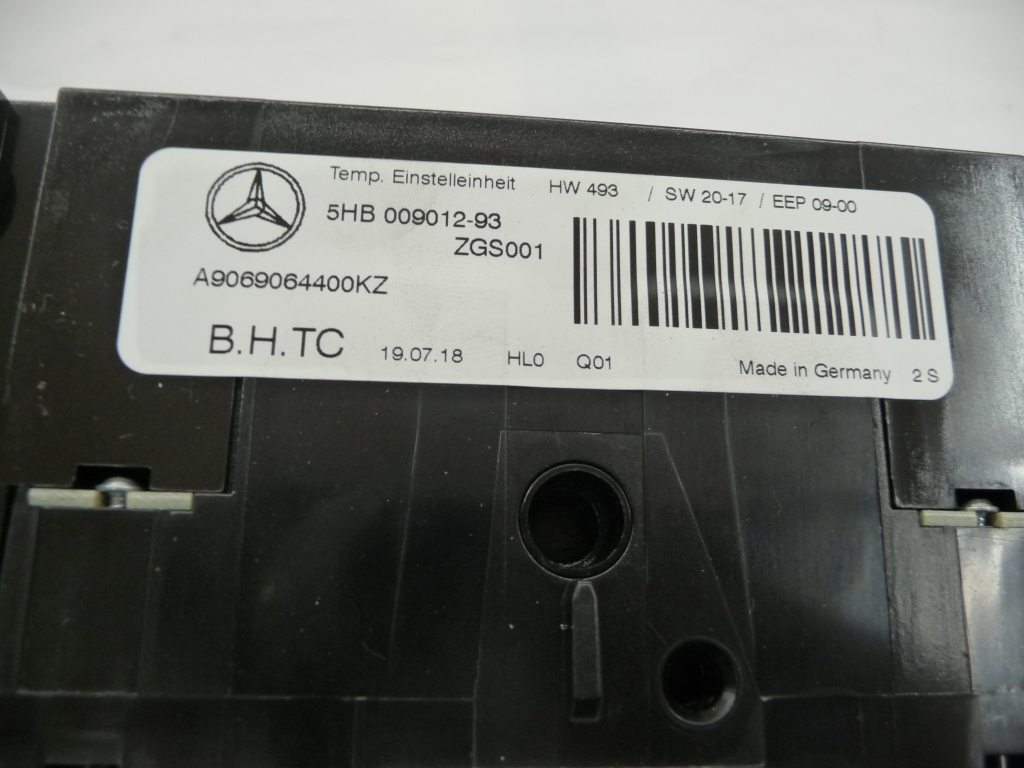 Temp. Einstelleinheit HW 493 / SW 20-17 / EEP 09-00
5HB 009012-93
ZGS001
A9069064400KZ
B.H.TC 19.07.18 HL0 Q01 Made in Germany 2 S